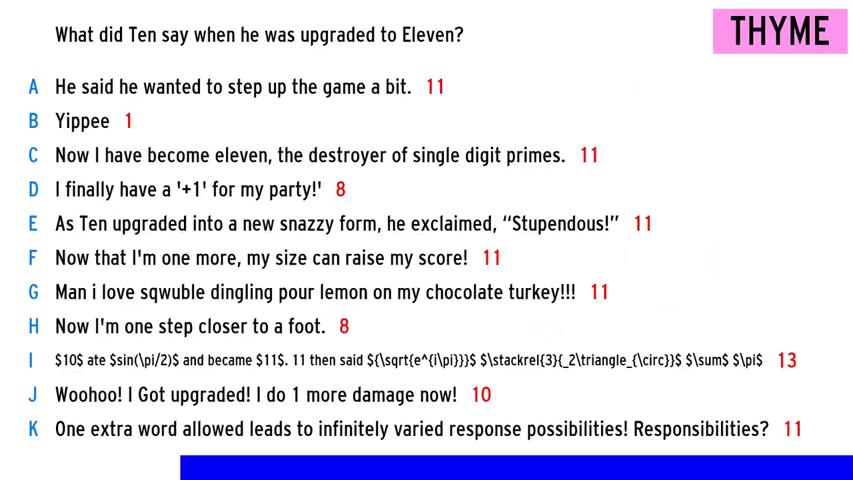 What did Ten say when he was upgraded to Eleven?
THYME
A He said he wanted to step up the game a bit. 11
B Yippee 1
C Now I have become eleven, the destroyer of single digit primes. 11
D I finally have a '+1' for my party!' 8
E As Ten upgraded into a new snazzy form, he exclaimed, “Stupendous!” 11
F Now that I'm one more, my size can raise my score! 11
G Man i love sqwuble dingling pour lemon on my chocolate turkey!!! 11
H Now I'm one step closer to a foot. 8
I $10$ ate $sin(\pi/2)$ and became $11$. 11 then said ${\sqrt{e^{i\pi}}}$ $\stackrel{3}{_2\triangle_{\circ}}$ $\sum$ $\pi$ 13
J Woohoo! I Got upgraded! I do 1 more damage now! 10
K One extra word allowed leads to infinitely varied response possibilities! Responsibilities? 11